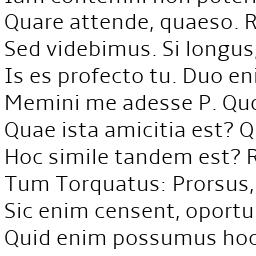 Quare attende, quaeso. R
Sed videbimus. Si longus,
Is es profecto tu. Duo eni
Memini me adesse P. Quo
Quae ista amicitia est? Q
Hoc simile tandem est? R
Tum Torquatus: Prorsus,
Sic enim censent, oportu
Quid enim possumus hoc